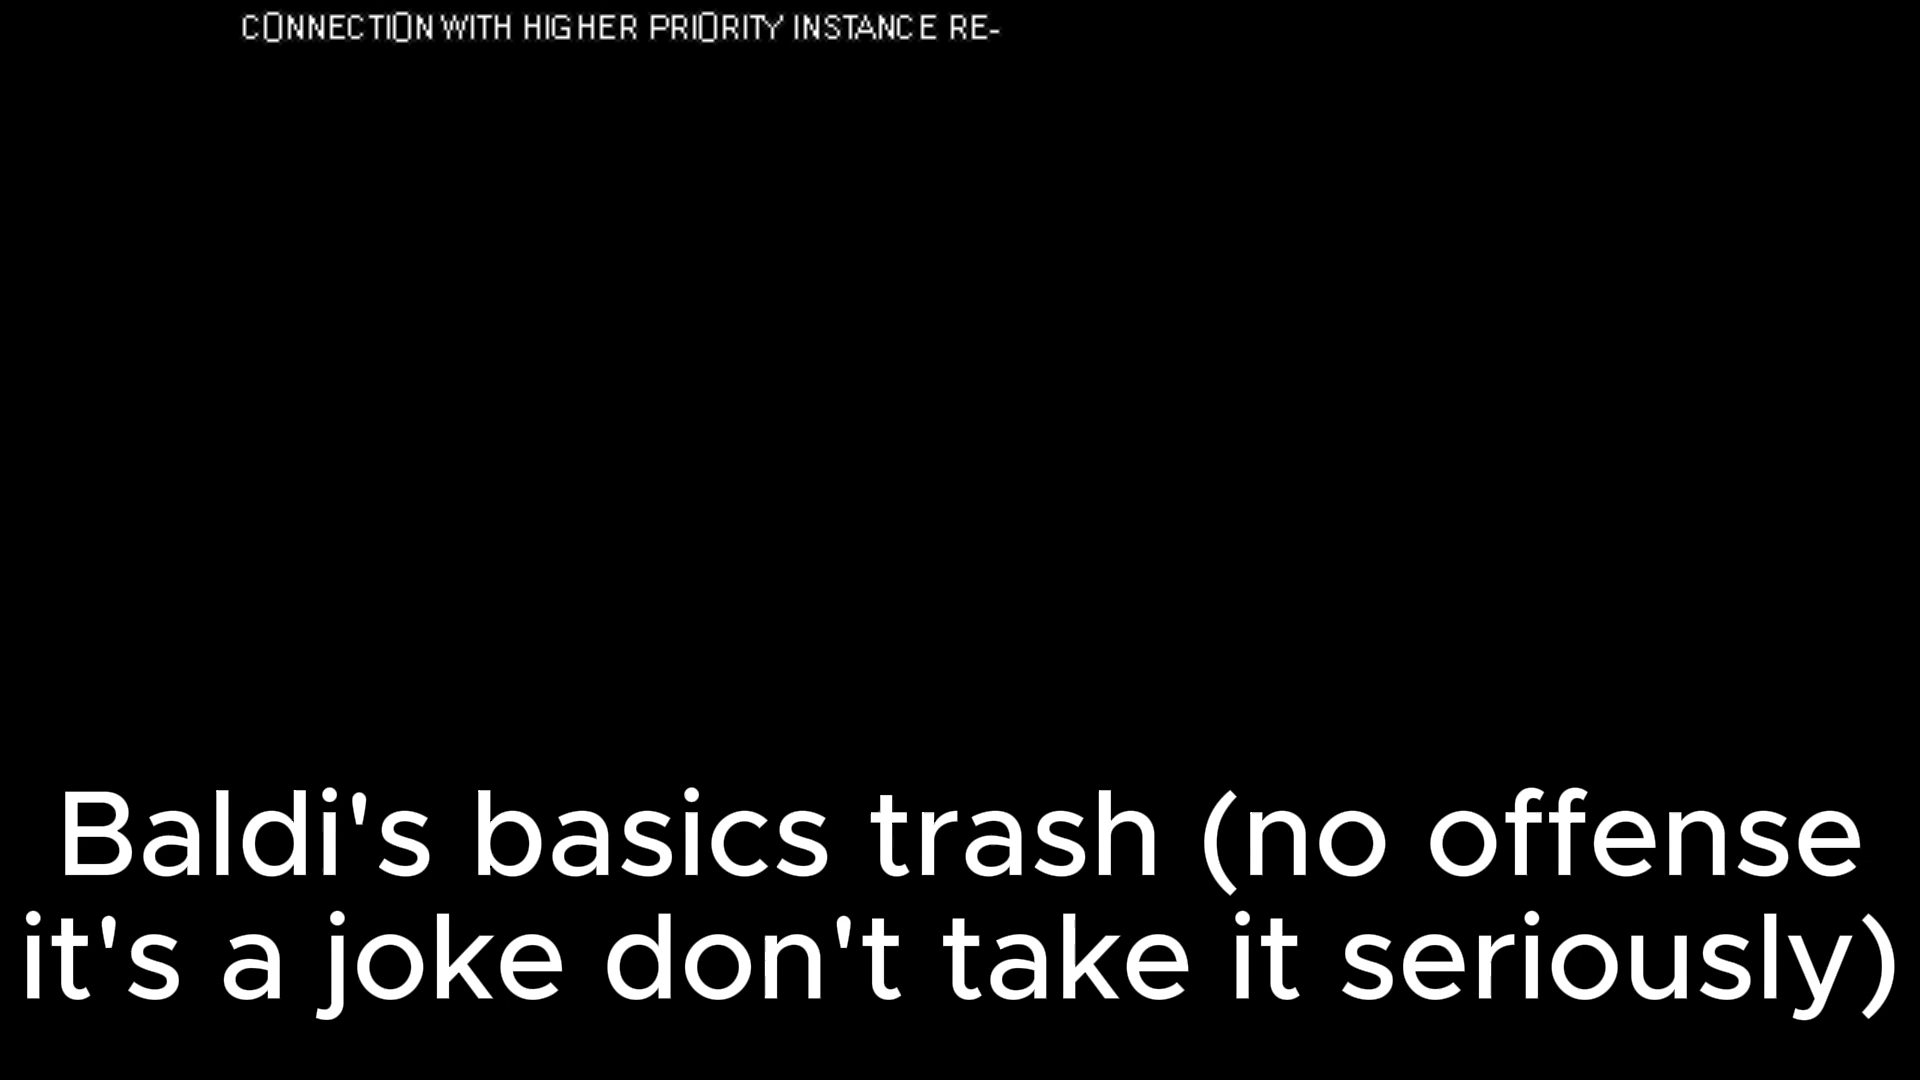 CONNECTION WITH HIGHER PRIORITY INSTANCE RE-
Baldi's basics trash (no offense
it's a joke don't take it seriously)